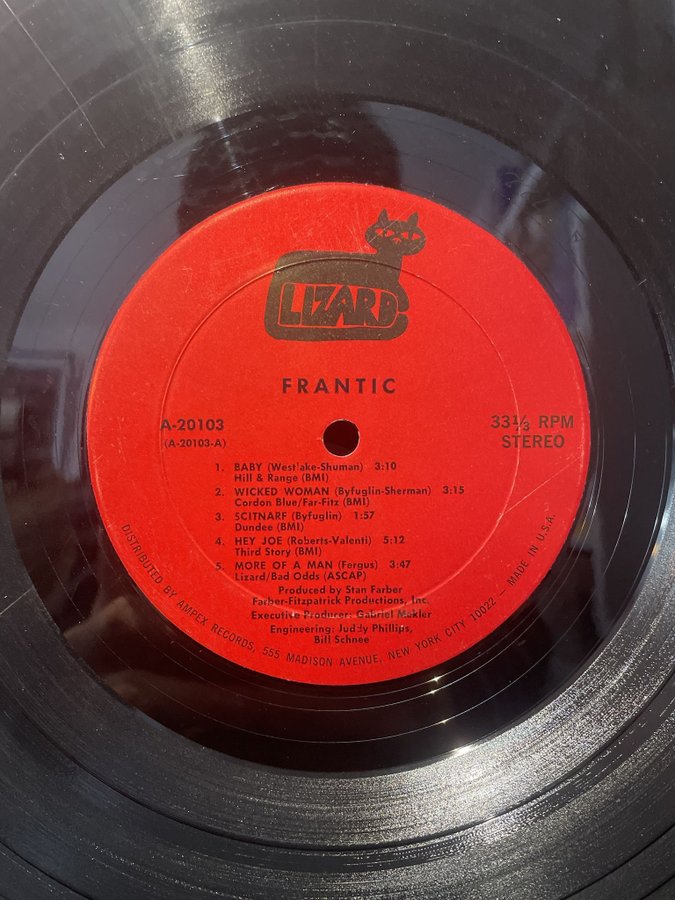 LIZARD
FRANTIC
A-20103
(A-20103-A)
33⅓ RPM
STEREO
1. BABY (Westlake-Shuman) 3:10
Hill & Range (BMI)
2. WICKED WOMAN (Byfuglin-Sherman) 3:15
Cordon Blue/Far-Fitz (BMI)
3. SCITNARF (Byfuglin) 1:57
Dundee (BMI)
4. HEY JOE (Roberts-Valenti) 5:12
Third Story (BMI)
5. MORE OF A MAN (Fergus) 3:47
Lizard/Bad Odds (ASCAP)
Produced by Stan Farber
Farber-Fitzpatrick Productions, Inc.
Executive Producer: Gabriel Mekler
Engineering: Juddy Phillips,
Bill Schnee
DISTRIBUTED BY AMPEX RECORDS, 555 MADISON AVENUE, NEW YORK CITY 10022 — MADE IN U.S.A.